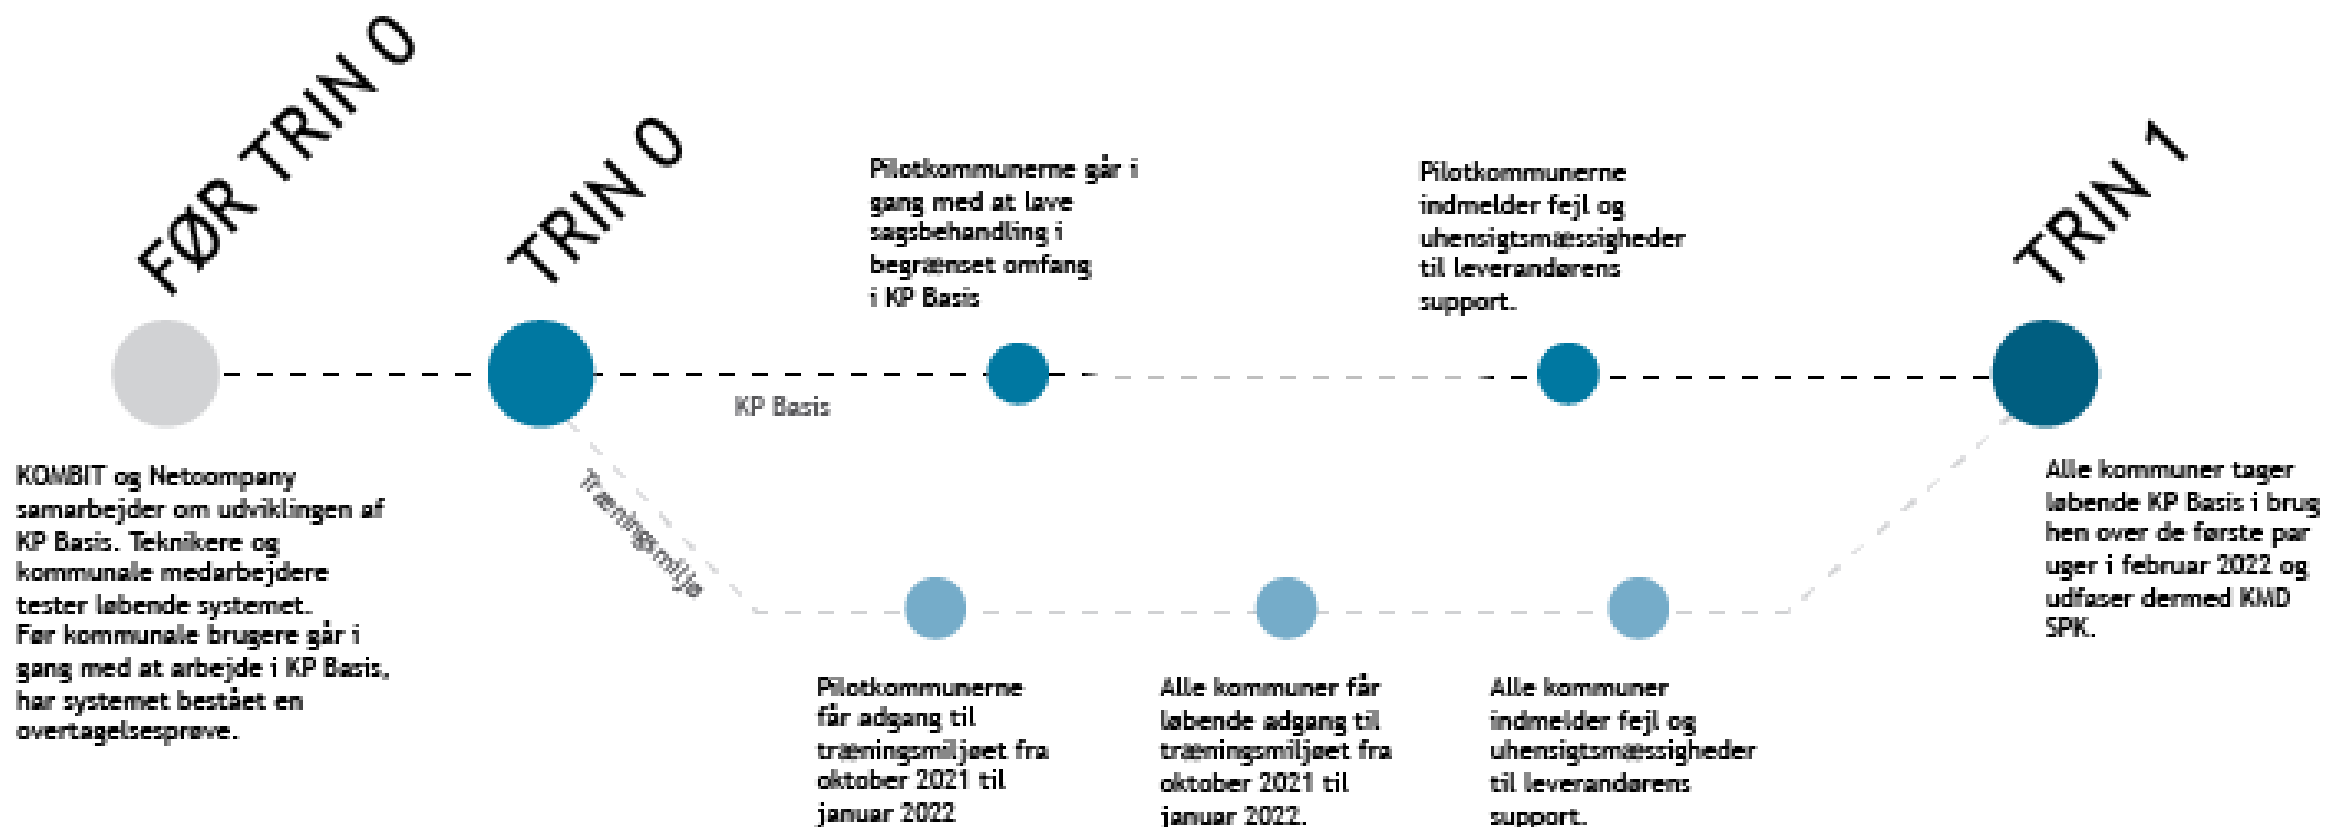 FØR TRIN 0
KOMBIT og Netcompany
samarbejder om udviklingen af
KP Basis. Teknikere og
kommunale medarbejdere
tester løbende systemet.
Før kommunale brugere går i
gang med at arbejde i KP Basis,
har systemet bestået en
overtagelsesprøve.
TRIN 0
KP Basis
Pilotkommunerne går i
gang med at lave
sagsbehandling i
begrænset omfang
i KP Basis
Pilotkommunerne
indmelder fejl og
uhensigtsmæssigheder
til leverandørens
support.
Træningsmiljø
Pilotkommunerne
får adgang til
træningsmiljøet fra
oktober 2021 til
januar 2022
Alle kommuner får
løbende adgang til
træningsmiljøet fra
oktober 2021 til
januar 2022.
Alle kommuner
indmelder fejl og
uhensigtsmæssigheder
til leverandørens
support.
TRIN 1
Alle kommuner tager
løbende KP Basis i brug
hen over de første par
uger i februar 2022 og
udfaser dermed KMD
SPK.